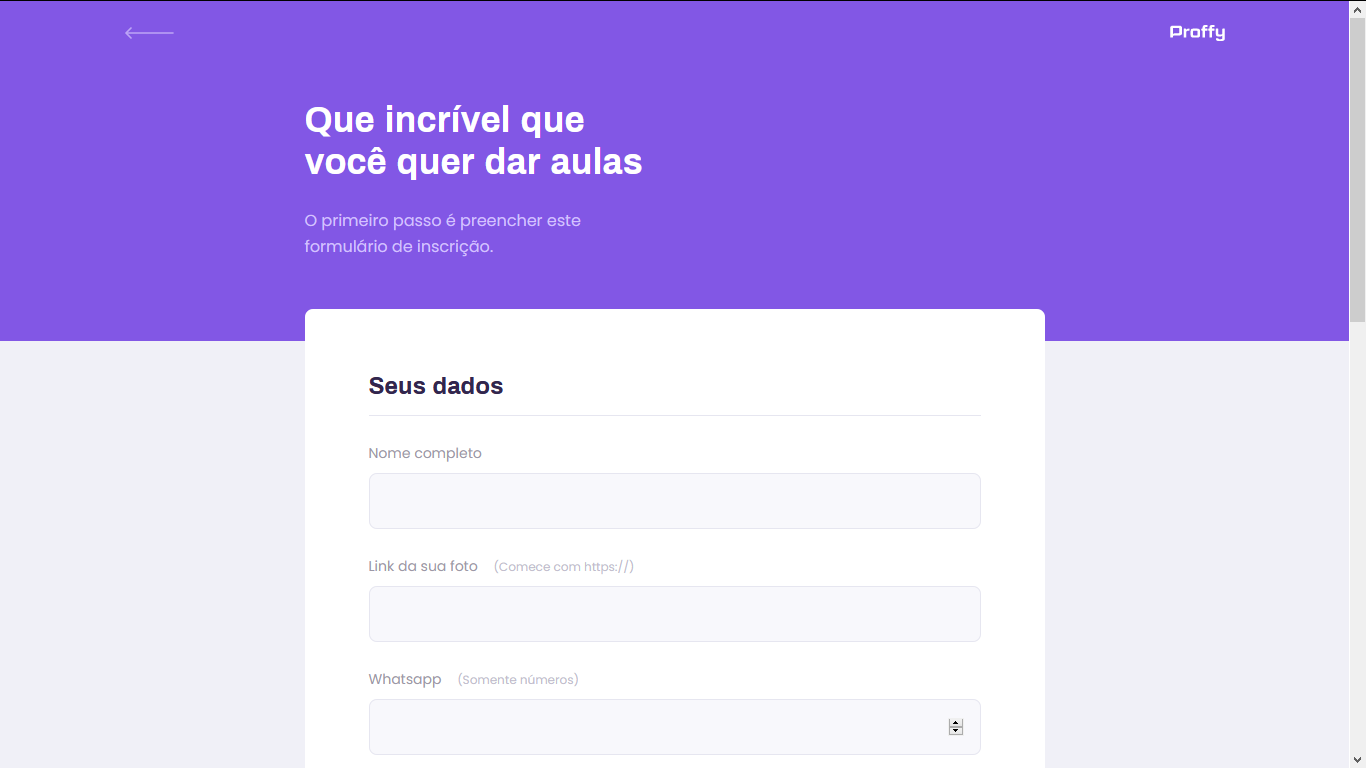 Proffy
Que incrível que
você quer dar aulas
O primeiro passo é preencher este
formulário de inscrição.
Seus dados
Nome completo
Link da sua foto (Comece com https://)
Whatsapp (Somente números)